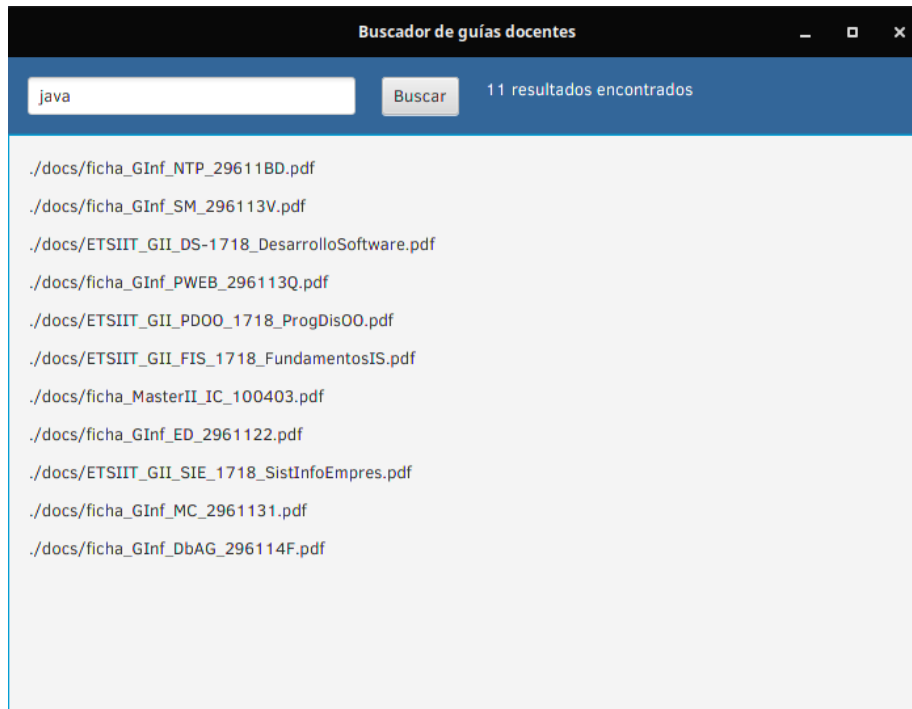 Buscador de guías docentes
java
Buscar
11 resultados encontrados
./docs/ficha_GInf_NTP_29611BD.pdf
./docs/ficha_GInf_SM_296113V.pdf
./docs/ETSIIT_GII_DS-1718_DesarrolloSoftware.pdf
./docs/ficha_GInf_PWEB_296113Q.pdf
./docs/ETSIIT_GII_PDOO_1718_ProgDisOO.pdf
./docs/ETSIIT_GII_FIS_1718_FundamentosIS.pdf
./docs/ficha_MasterII_IC_100403.pdf
./docs/ficha_GInf_ED_2961122.pdf
./docs/ETSIIT_GII_SIE_1718_SistInfoEmpres.pdf
./docs/ficha_GInf_MC_2961131.pdf
./docs/ficha_GInf_DbAG_296114F.pdf